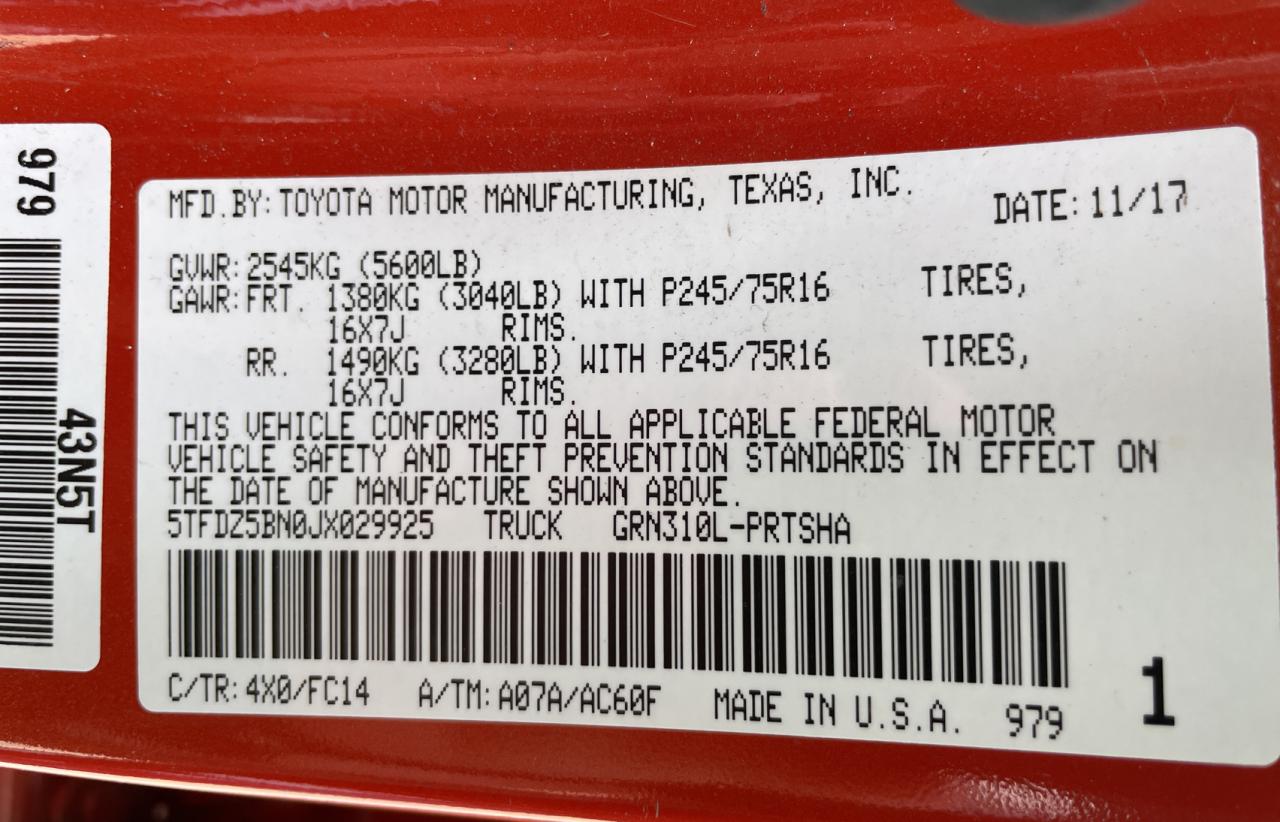 979
43N5T
MFD.BY:TOYOTA MOTOR MANUFACTURING, TEXAS, INC. DATE:11/17
GVWR:2545KG (5600LB)
GAWR:FRT. 1380KG (3040LB) WITH P245/75R16 TIRES,
16X7J RIMS.
RR. 1490KG (3280LB) WITH P245/75R16 TIRES,
16X7J RIMS.
THIS VEHICLE CONFORMS TO ALL APPLICABLE FEDERAL MOTOR
VEHICLE SAFETY AND THEFT PREVENTION STANDARDS IN EFFECT ON
THE DATE OF MANUFACTURE SHOWN ABOVE.
5TFDZ5BN0JX029925 TRUCK GRN310L-PRTSHA
C/TR:4X0/FC14 A/TM:A07A/AC60F MADE IN U.S.A. 979
1